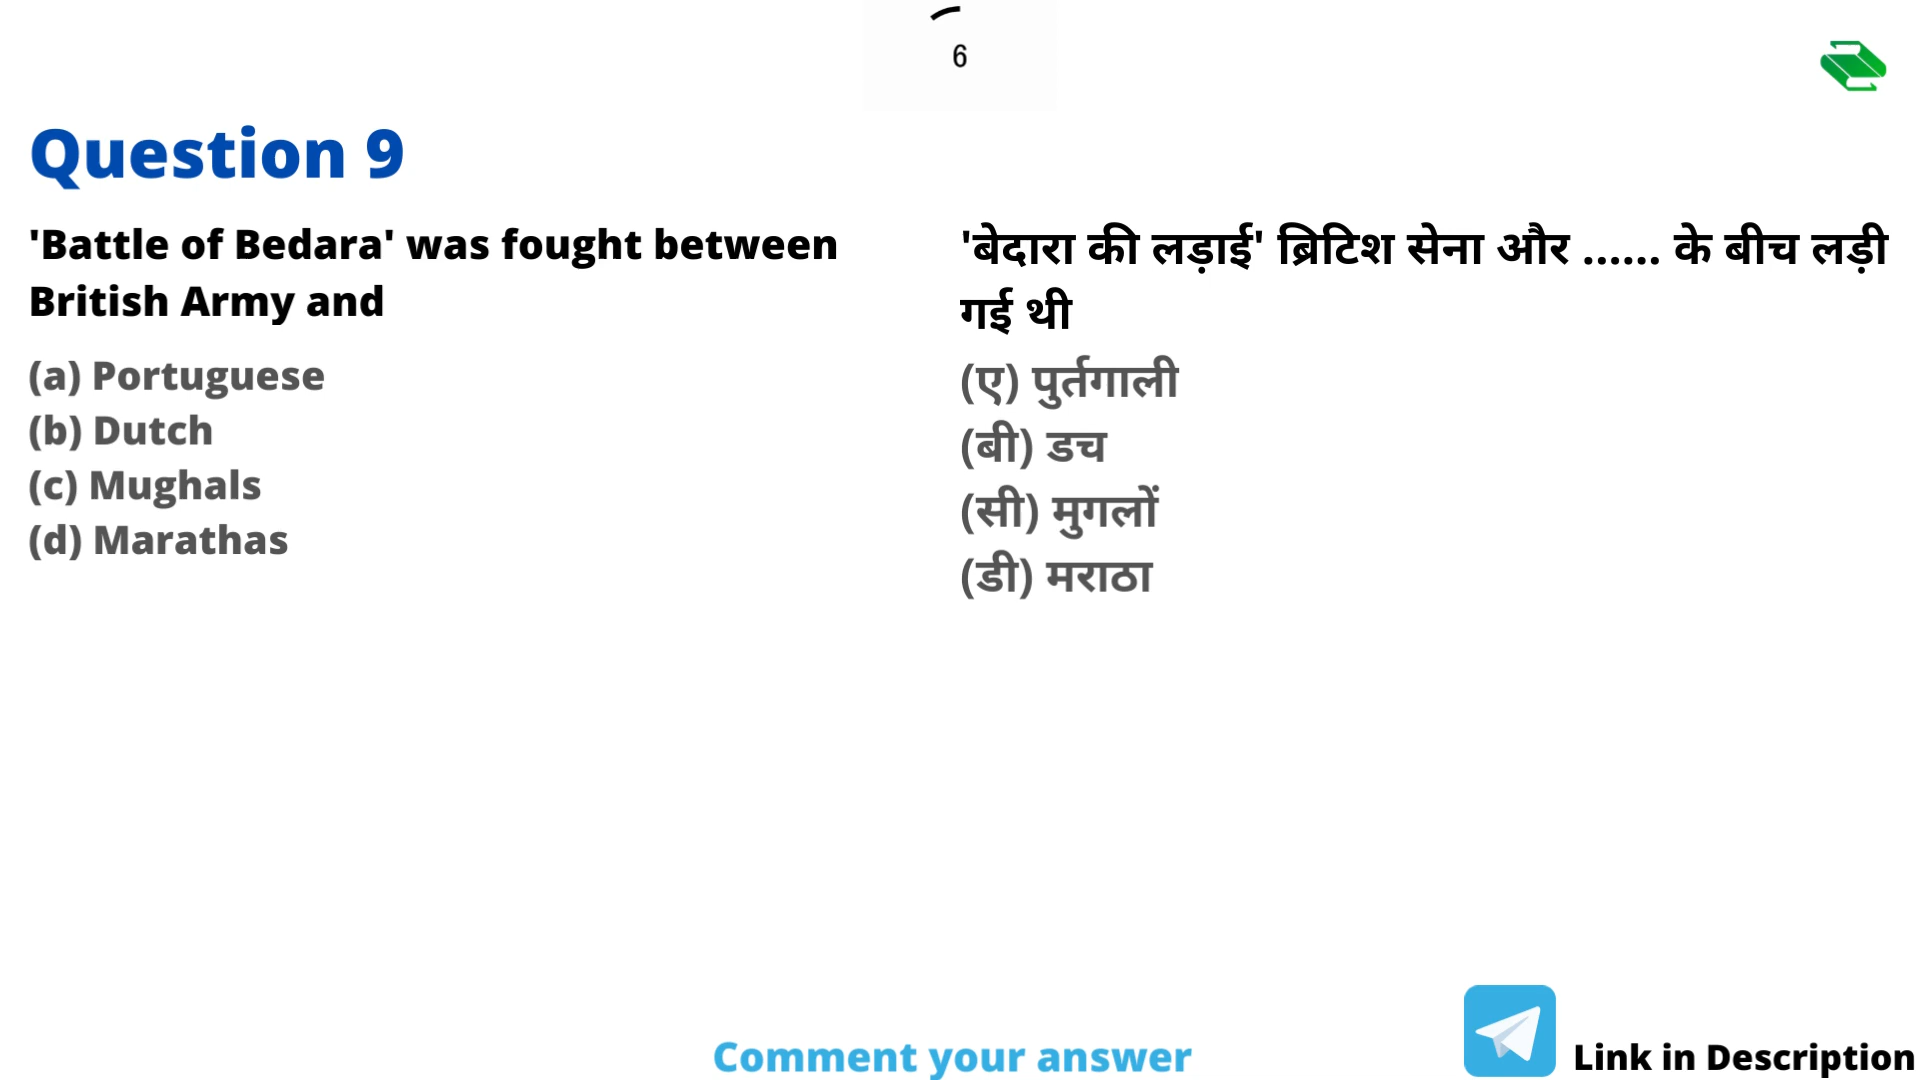 6
Question 9
'Battle of Bedara' was fought between
British Army and
(a) Portuguese
(b) Dutch
(c) Mughals
(d) Marathas
'बेदारा की लड़ाई' ब्रिटिश सेना और ...... के बीच लड़ी
गई थी
(ए) पुर्तगाली
(बी) डच
(सी) मुगलों
(डी) मराठा
Comment your answer
Link in Description